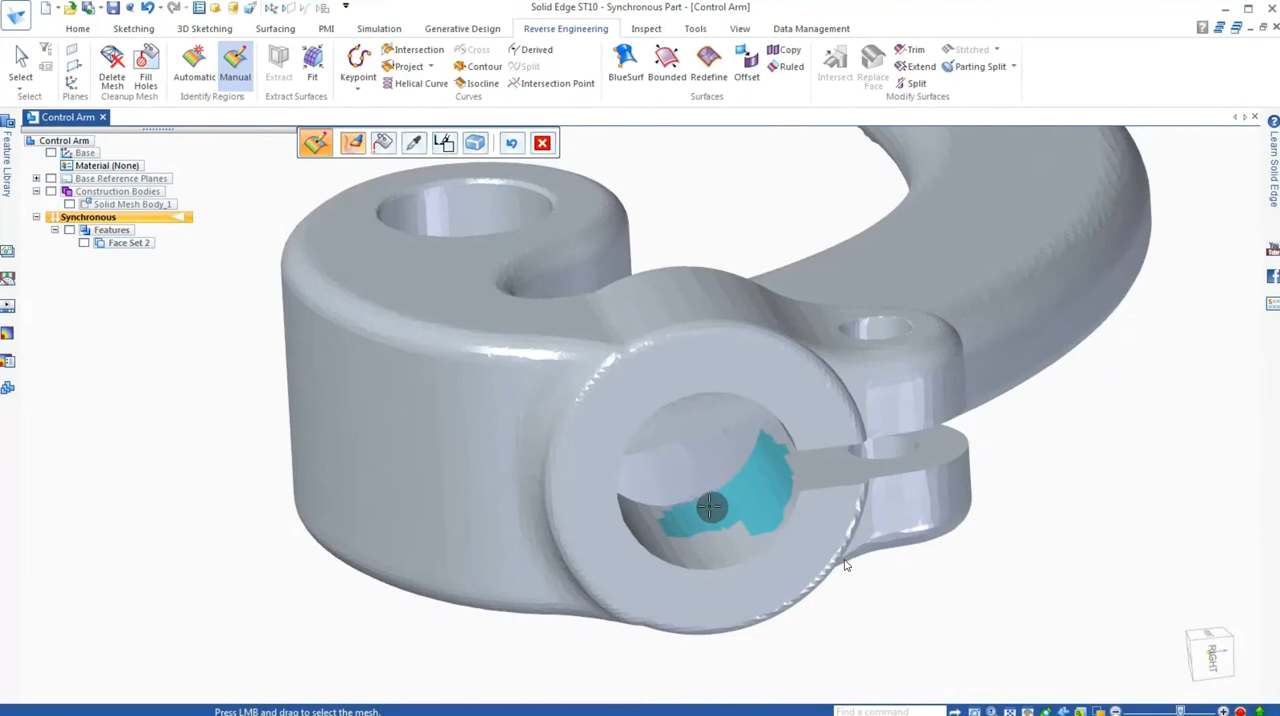 Solid Edge ST10 - Synchronous Part - [Control Arm]
Home Sketching 3D Sketching Surfacing PMI Simulation Generative Design Reverse Engineering Inspect Tools View Data Management
Select
Select
Planes
Delete Mesh
Fill Holes
Cleanup Mesh
Automatic
Manual
Identify Regions
Extract
Fit
Extract Surfaces
Keypoint
Intersection
Project
Helical Curve
Cross
Contour
Isocline
Derived
Split
Intersection Point
Curves
BlueSurf
Bounded
Redefine
Offset
Copy
Ruled
Surfaces
Intersect
Replace Face
Trim
Extend
Split
Stitched
Parting Split
Modify Surfaces
Control Arm
Feature Library
Control Arm
Base
Material (None)
Base Reference Planes
Construction Bodies
Solid Mesh Body_1
Synchronous
Features
Face Set 2
Learn Solid Edge
You
RIGHT
Press LMB and drag to select the mesh.
Find a command